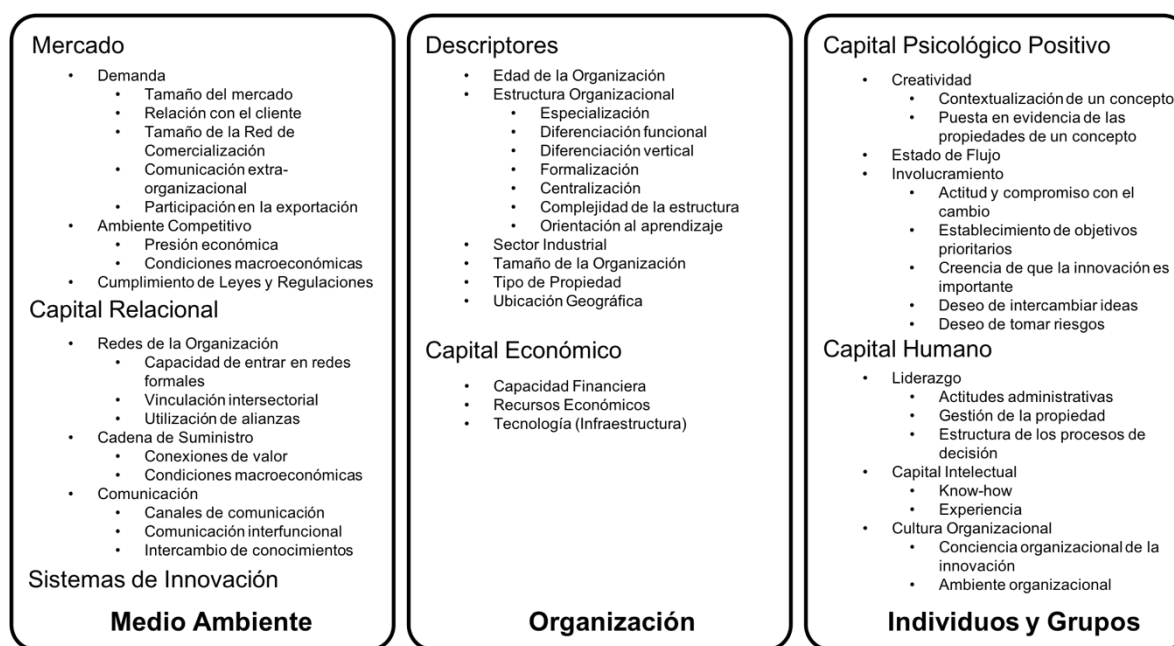 Mercado
• Demanda
• Tamaño del mercado
• Relación con el cliente
• Tamaño de la Red de
Comercialización
• Comunicación extra-
organizacional
• Participación en la exportación
• Ambiente Competitivo
• Presión económica
• Condiciones macroeconómicas
• Cumplimiento de Leyes y Regulaciones
Capital Relacional
• Redes de la Organización
• Capacidad de entrar en redes
formales
• Vinculación intersectorial
• Utilización de alianzas
• Cadena de Suministro
• Conexiones de valor
• Condiciones macroeconómicas
• Comunicación
• Canales de comunicación
• Comunicación interfuncional
• Intercambio de conocimientos
Sistemas de Innovación
Medio Ambiente
Descriptores
• Edad de la Organización
• Estructura Organizacional
• Especialización
• Diferenciación funcional
• Diferenciación vertical
• Formalización
• Centralización
• Complejidad de la estructura
• Orientación al aprendizaje
• Sector Industrial
• Tamaño de la Organización
• Tipo de Propiedad
• Ubicación Geográfica
Capital Económico
• Capacidad Financiera
• Recursos Económicos
• Tecnología (Infraestructura)
Organización
Capital Psicológico Positivo
• Creatividad
• Contextualización de un concepto
• Puesta en evidencia de las
propiedades de un concepto
• Estado de Flujo
• Involucramiento
• Actitud y compromiso con el
cambio
• Establecimiento de objetivos
prioritarios
• Creencia de que la innovación es
importante
• Deseo de intercambiar ideas
• Deseo de tomar riesgos
Capital Humano
• Liderazgo
• Actitudes administrativas
• Gestión de la propiedad
• Estructura de los procesos de
decisión
• Capital Intelectual
• Know-how
• Experiencia
• Cultura Organizacional
• Conciencia organizacional de la
innovación
• Ambiente organizacional
Individuos y Grupos